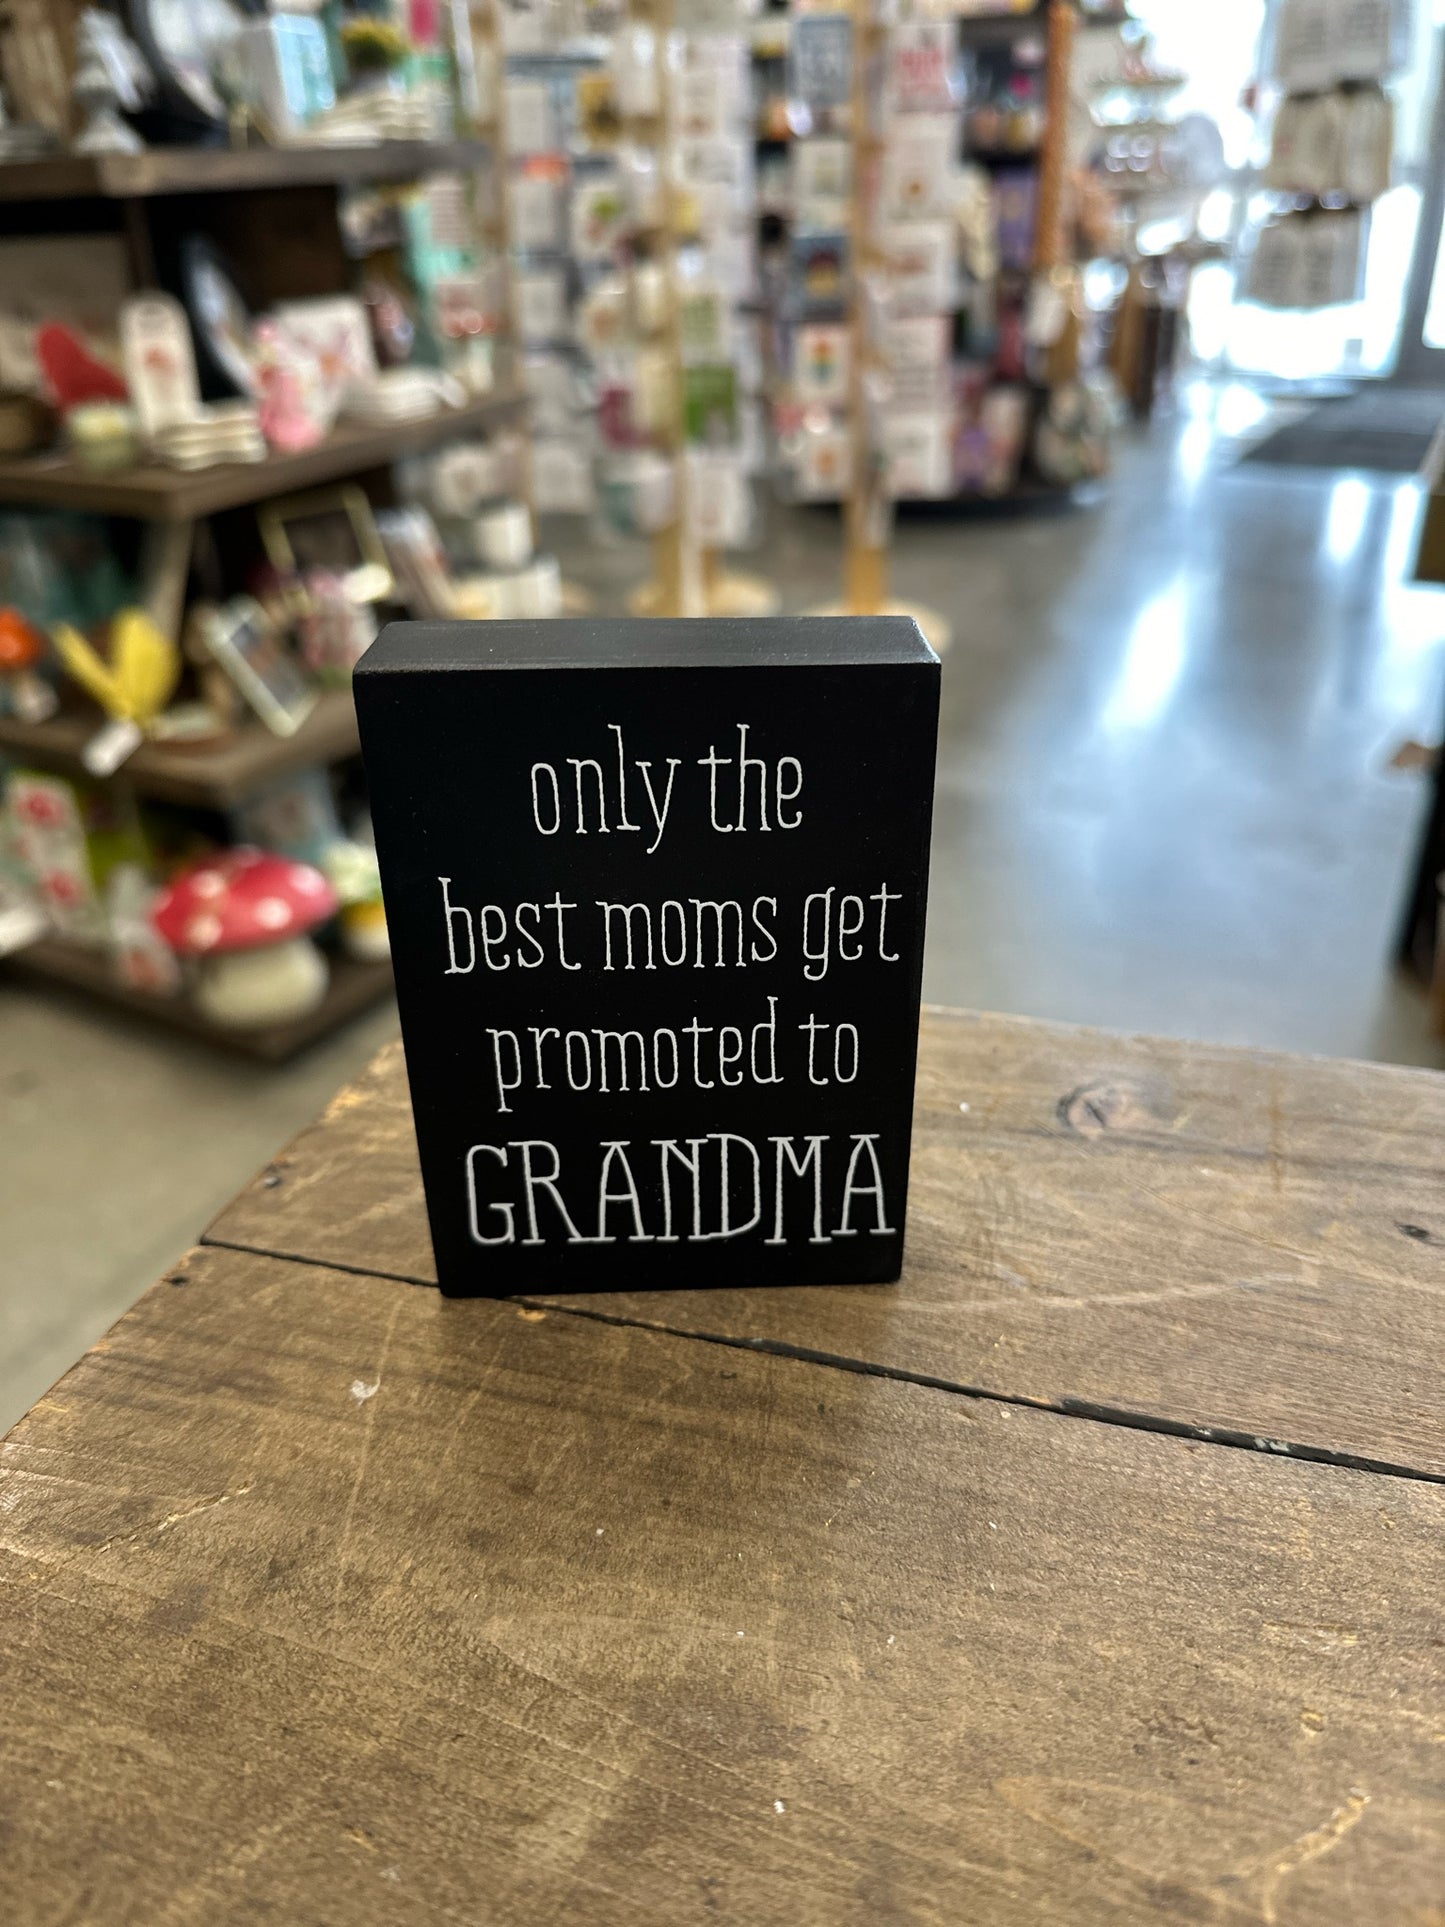 only the
best moms get
promoted to
GRANDMA